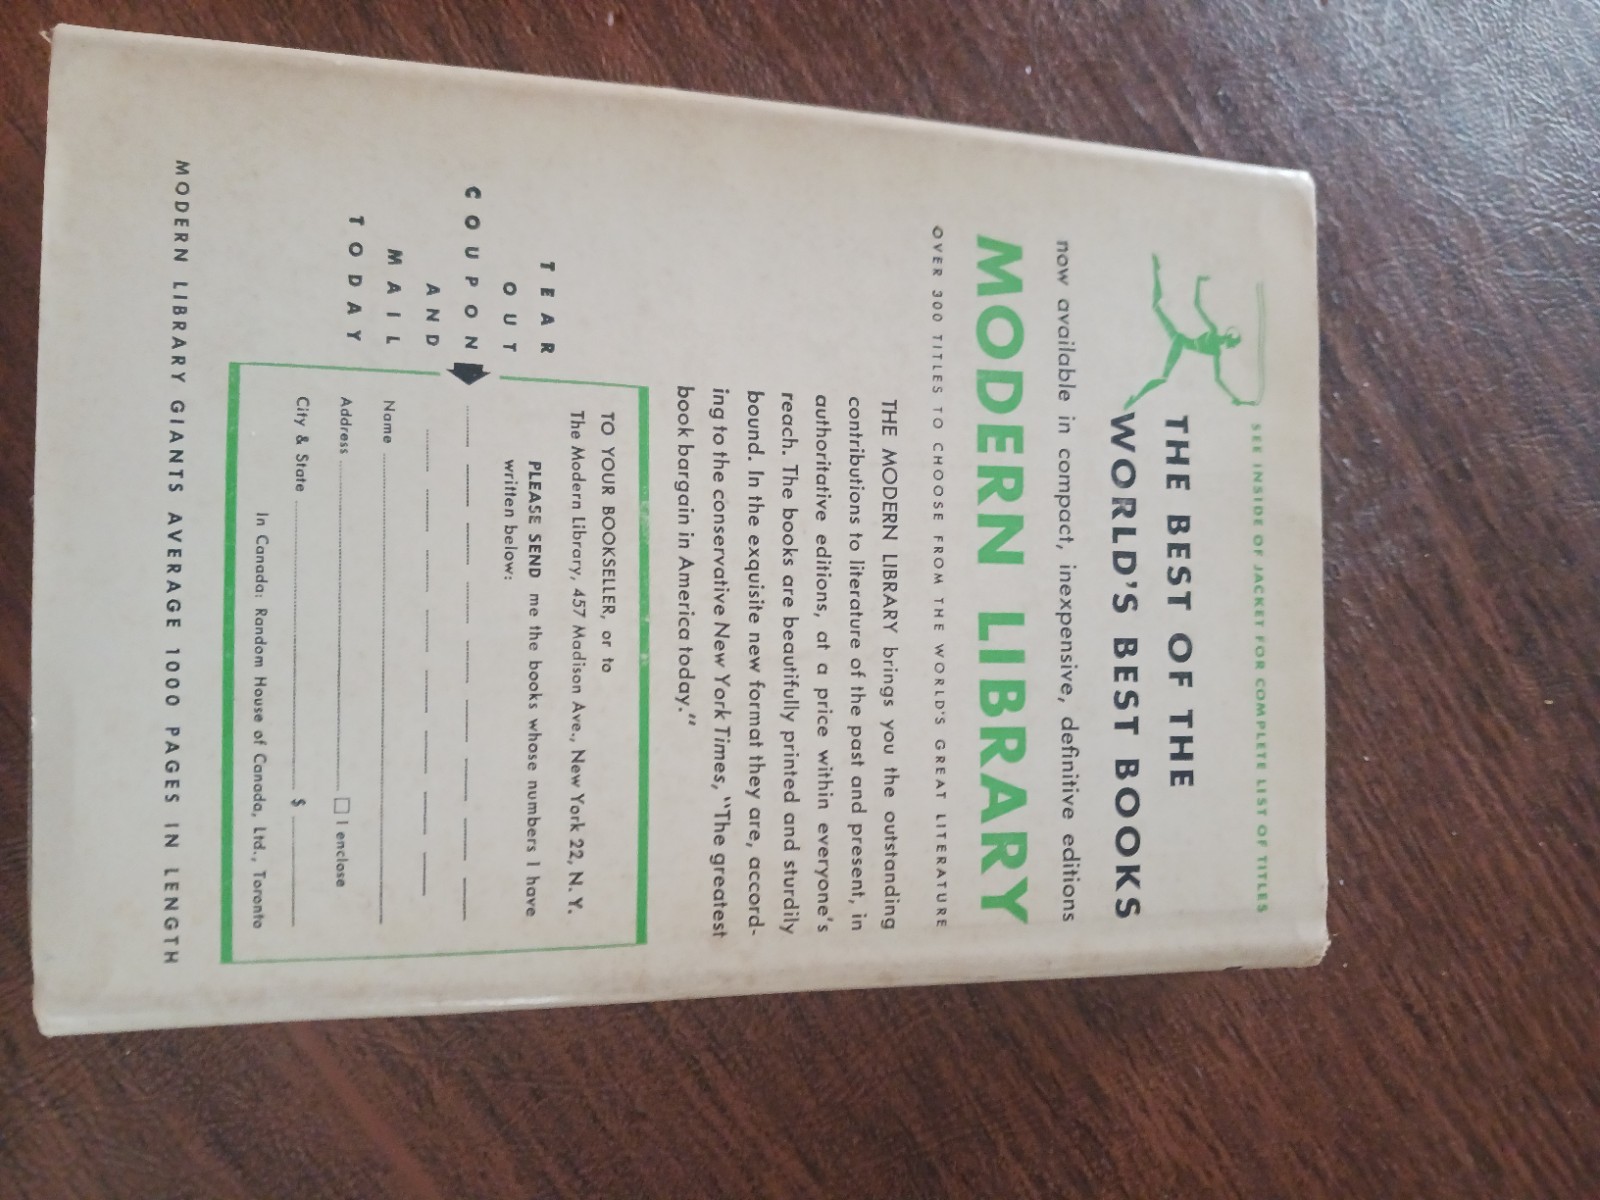 SEE INSIDE OF JACKET FOR COMPLETE LIST OF TITLES
THE BEST OF THE
WORLD'S BEST BOOKS
now available in compact, inexpensive, definitive editions
MODERN LIBRARY
OVER 300 TITLES TO CHOOSE FROM THE WORLD'S GREAT LITERATURE
THE MODERN LIBRARY brings you the outstanding
contributions to literature of the past and present, in
authoritative editions, at a price within everyone's
reach. The books are beautifully printed and sturdily
bound. In the exquisite new format they are, accord-
ing to the conservative New York Times, "The greatest
book bargain in America today."
TEAR
OUT
COUPON
AND
MAIL
TODAY
TO YOUR BOOKSELLER, or to
The Modern Library, 457 Madison Ave., New York 22, N. Y.
PLEASE SEND me the books whose numbers I have
written below:
Name
Address I enclose
City & State $
In Canada: Random House of Canada, Ltd., Toronto
MODERN LIBRARY GIANTS AVERAGE 1000 PAGES IN LENGTH